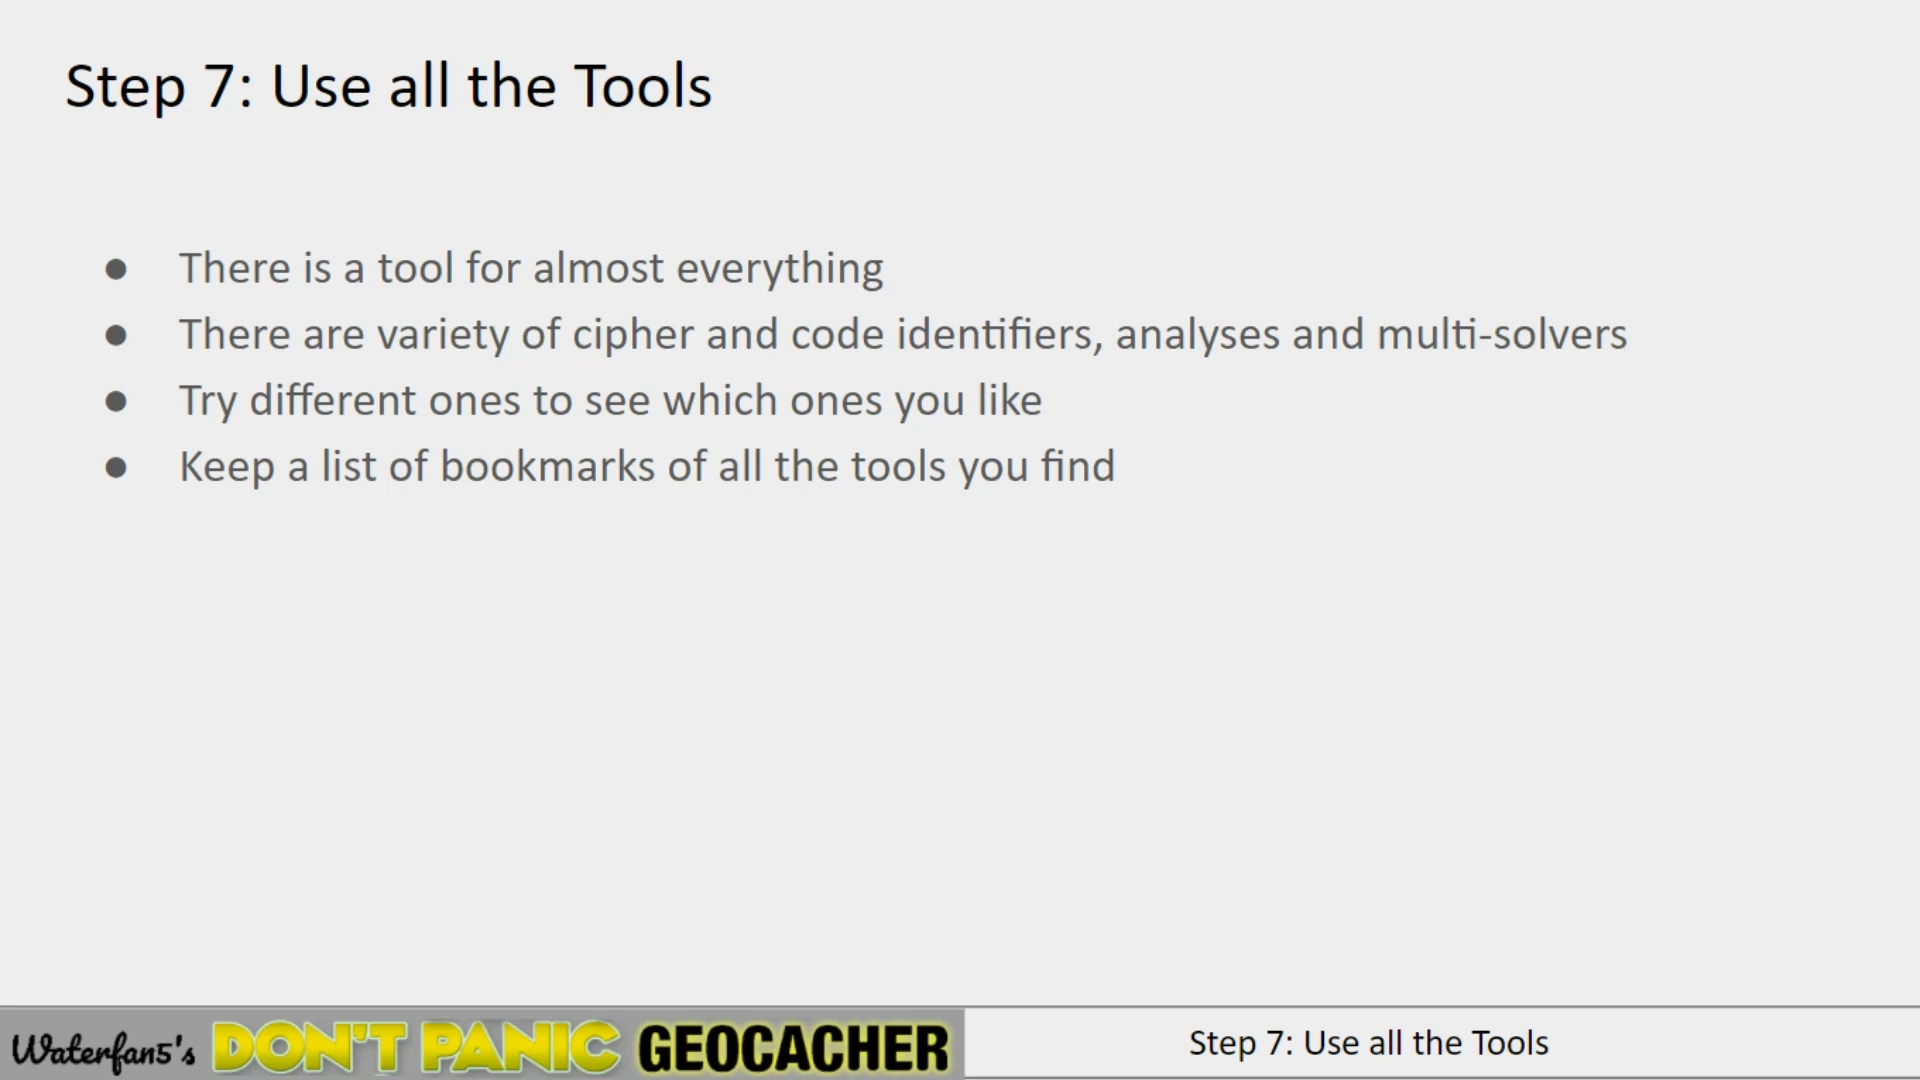 Step 7: Use all the Tools
● There is a tool for almost everything
● There are variety of cipher and code identifiers, analyses and multi-solvers
● Try different ones to see which ones you like
● Keep a list of bookmarks of all the tools you find
Waterfan5's DON'T PANIC GEOCACHER
Step 7: Use all the Tools